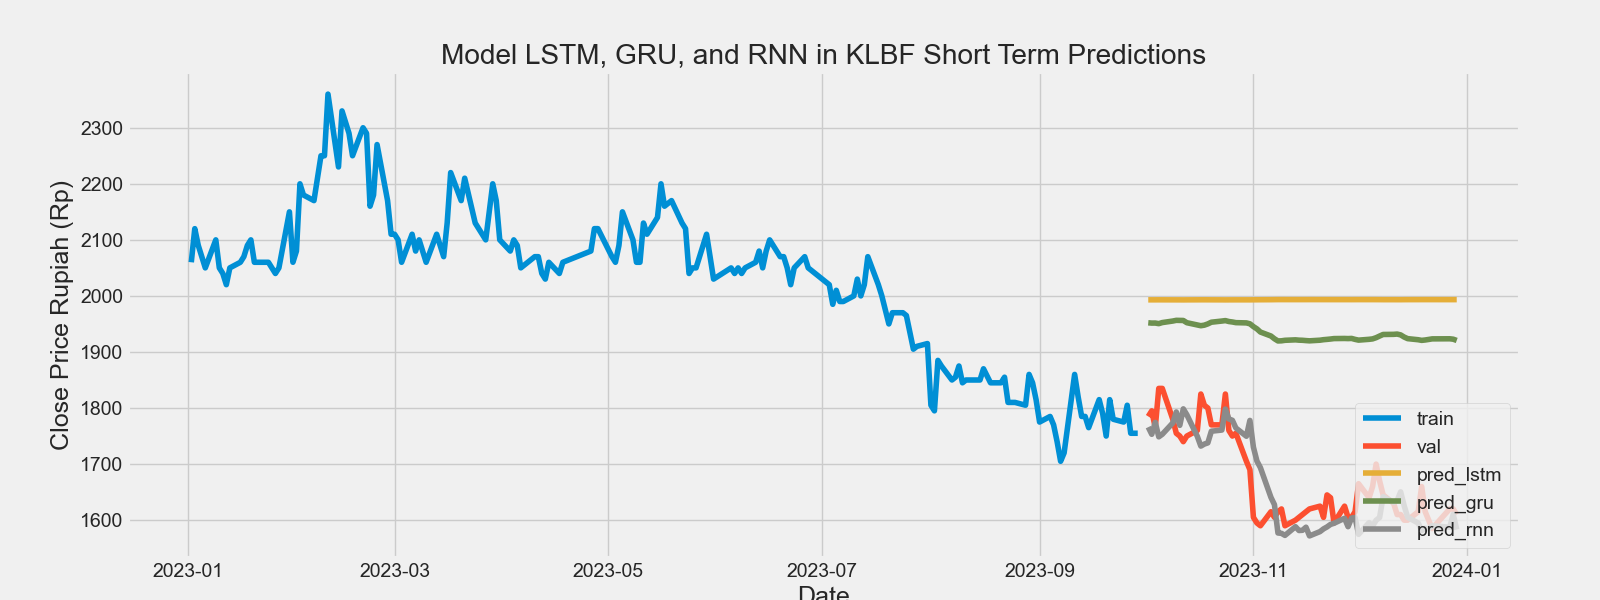 Model LSTM, GRU, and RNN in KLBF Short Term Predictions
Close Price Rupiah (Rp)
2300
2200
2100
2000
1900
1800
1700
1600
train
val
pred_lstm
pred_gru
pred_rnn
2023-01 2023-03 2023-05 2023-07 2023-09 2023-11 2024-01
Date